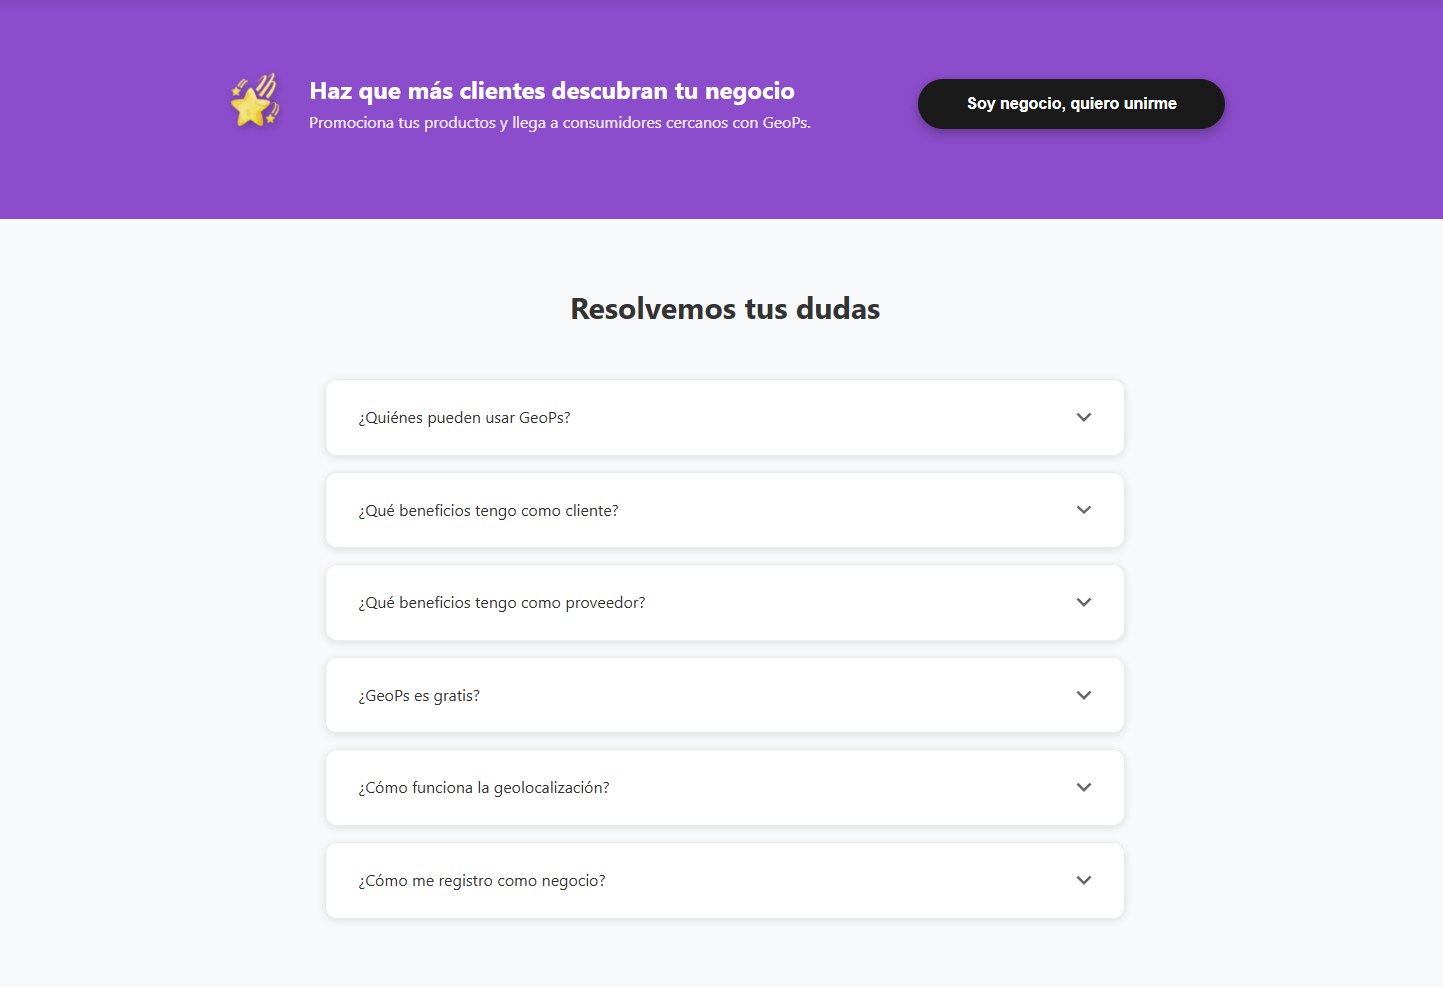 Haz que más clientes descubran tu negocio
Promociona tus productos y llega a consumidores cercanos con GeoPs.
Soy negocio, quiero unirme
Resolvemos tus dudas
¿Quiénes pueden usar GeoPs?
¿Qué beneficios tengo como cliente?
¿Qué beneficios tengo como proveedor?
¿GeoPs es gratis?
¿Cómo funciona la geolocalización?
¿Cómo me registro como negocio?